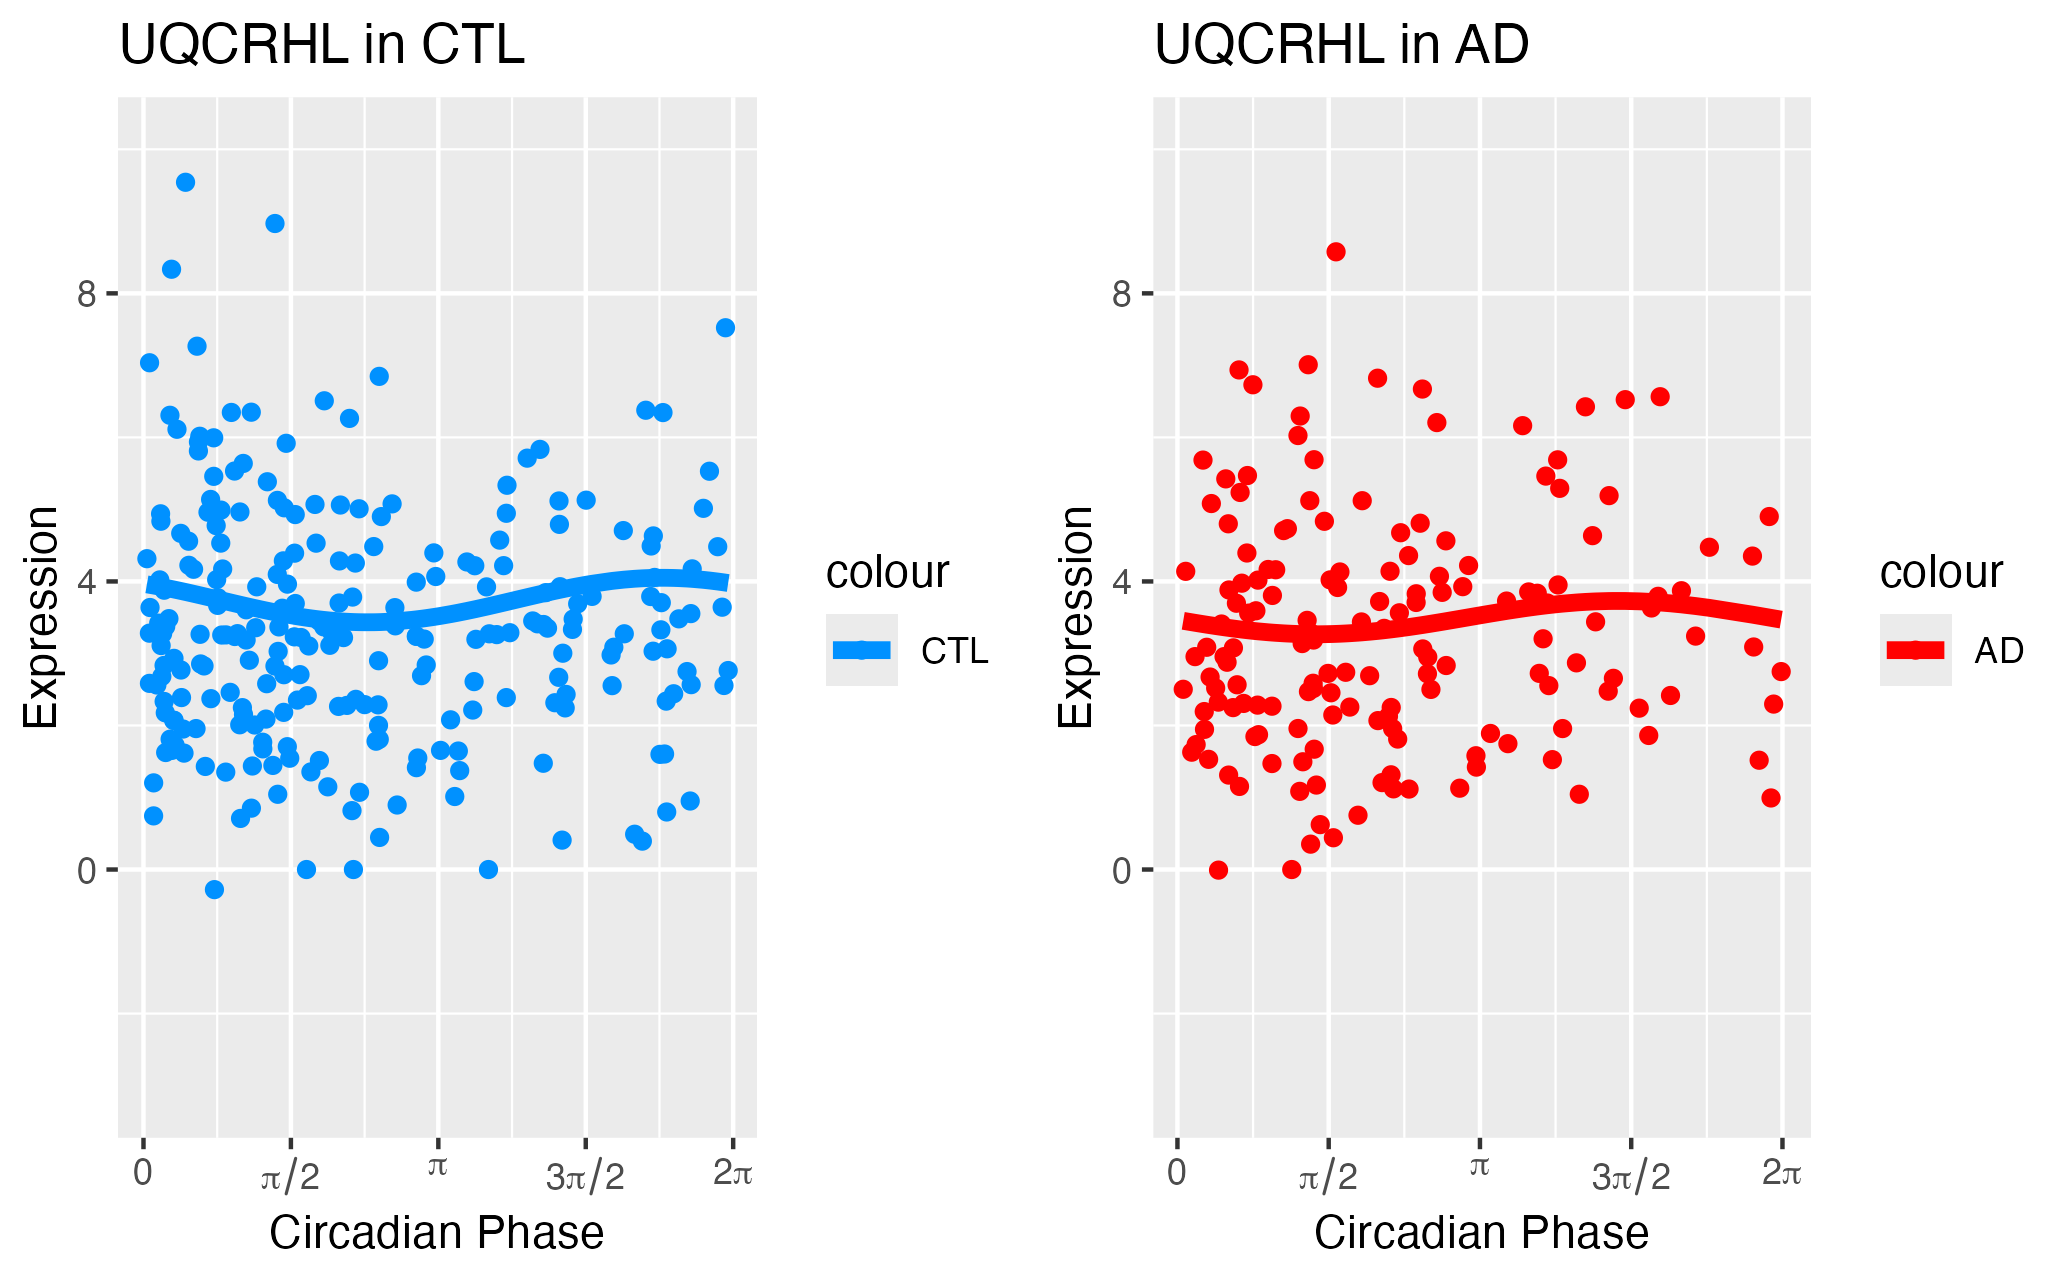 UQCRHL in CTL
Expression
8
4
0
0 π/2 π 3π/2 2π
Circadian Phase
colour
CTL
UQCRHL in AD
Expression
8
4
0
0 π/2 π 3π/2 2π
Circadian Phase
colour
AD